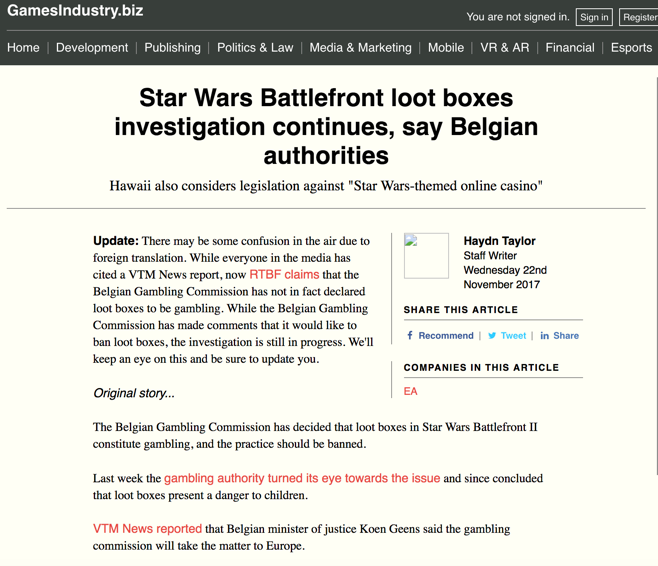 GamesIndustry.biz
You are not signed in. Sign in Register
Home | Development | Publishing | Politics & Law | Media & Marketing | Mobile | VR & AR | Financial | Esports
Star Wars Battlefront loot boxes
investigation continues, say Belgian
authorities
Hawaii also considers legislation against "Star Wars-themed online casino"
Update: There may be some confusion in the air due to
foreign translation. While everyone in the media has
cited a VTM News report, now RTBF claims that the
Belgian Gambling Commission has not in fact declared
loot boxes to be gambling. While the Belgian Gambling
Commission has made comments that it would like to
ban loot boxes, the investigation is still in progress. We'll
keep an eye on this and be sure to update you.
Original story...
Haydn Taylor
Staff Writer
Wednesday 22nd
November 2017
SHARE THIS ARTICLE
Recommend | Tweet | Share
COMPANIES IN THIS ARTICLE
EA
The Belgian Gambling Commission has decided that loot boxes in Star Wars Battlefront II
constitute gambling, and the practice should be banned.
Last week the gambling authority turned its eye towards the issue and since concluded
that loot boxes present a danger to children.
VTM News reported that Belgian minister of justice Koen Geens said the gambling
commission will take the matter to Europe.